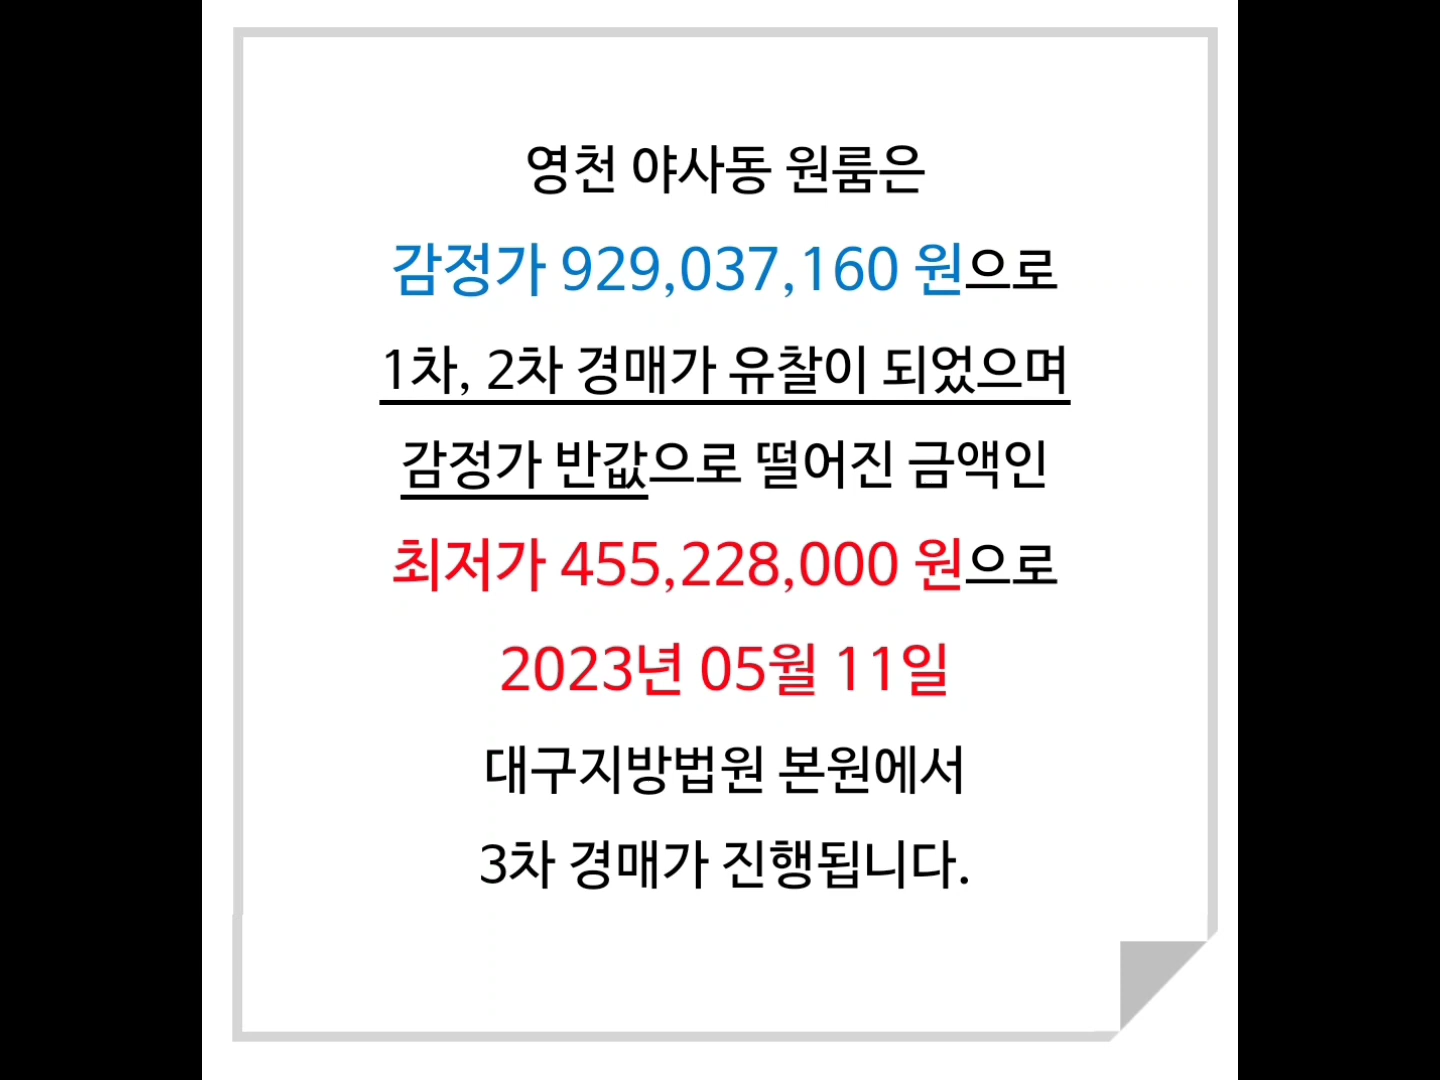 영천 야사동 원룸은
감정가 929,037,160 원으로
1차, 2차 경매가 유찰이 되었으며
감정가 반값으로 떨어진 금액인
최저가 455,228,000 원으로
2023년 05월 11일
대구지방법원 본원에서
3차 경매가 진행됩니다.